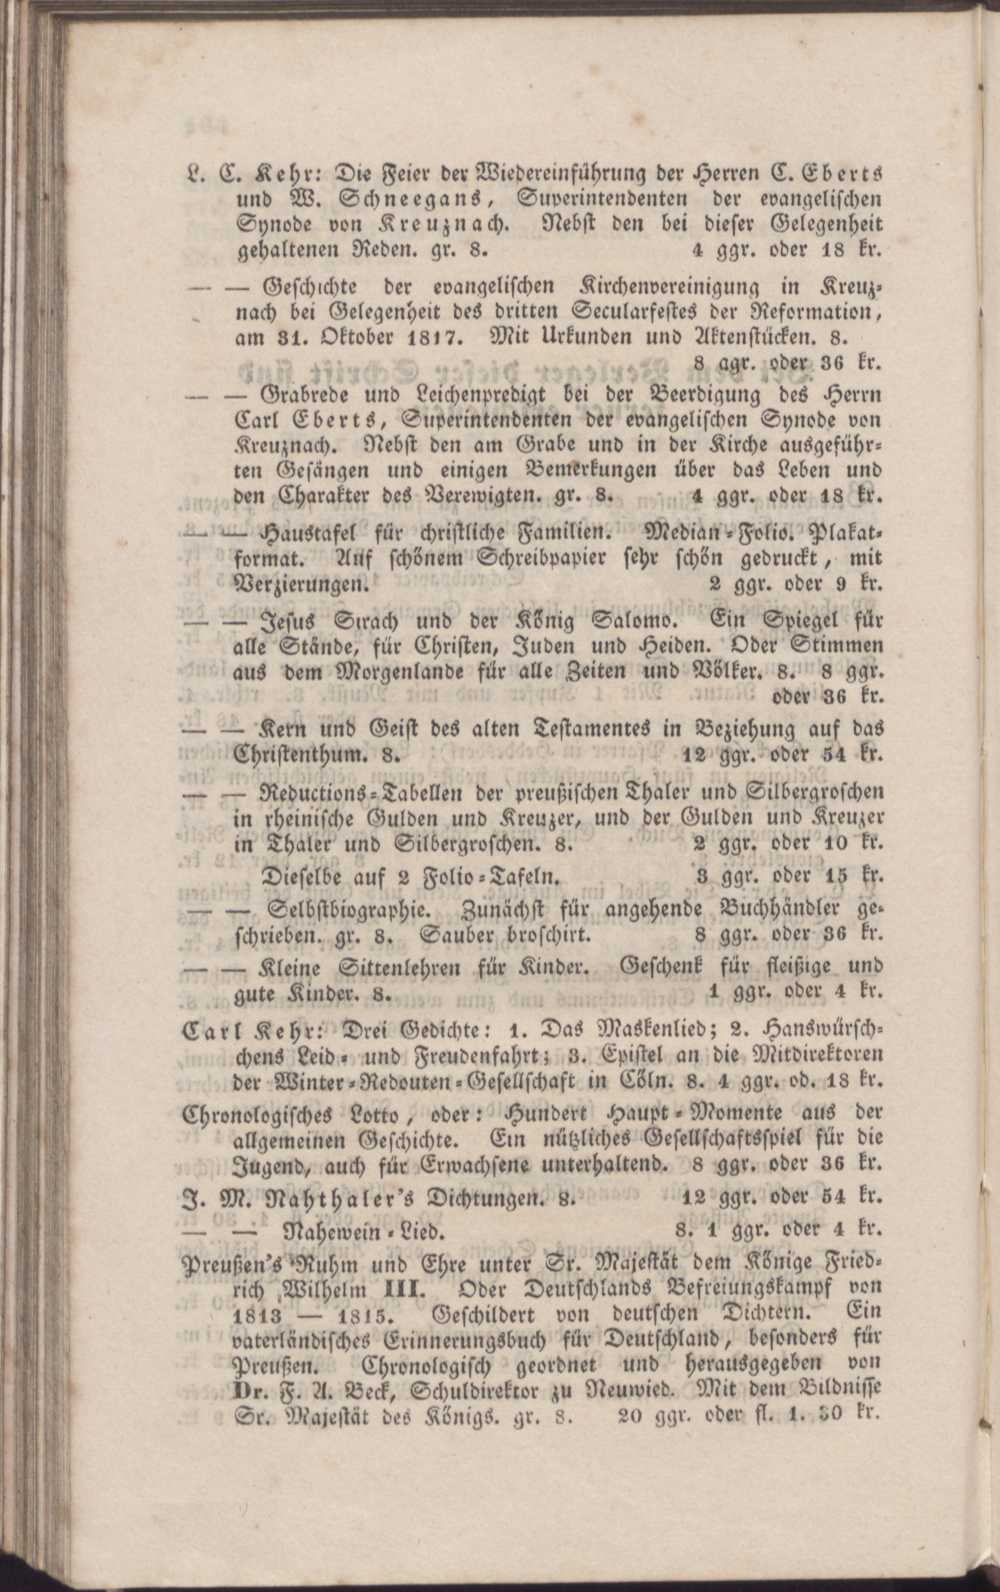 L. C. Kehr: Die Feier der Wiedereinführung der Herren C. Eberts
und W. Schneegans, Superintendenten der evangelischen
Synode von Kreuznach. Nebst den bei dieser Gelegenheit
gehaltenen Reden. gr. 8. 4 ggr. oder 18 kr.
— — Geschichte der evangelischen Kirchenvereinigung in Kreuz-
nach bei Gelegenheit des dritten Secularfestes der Reformation,
am 31. Oktober 1817. Mit Urkunden und Aktenstücken. 8.
8 ggr. oder 36 kr.
— — Grabrede und Leichenpredigt bei der Beerdigung des Herrn
Carl Eberts, Superintendenten der evangelischen Synode von
Kreuznach. Nebst den am Grabe und in der Kirche ausgeführ-
ten Gesängen und einigen Bemerkungen über das Leben und
den Charakter des Verewigten. gr. 8. 4 ggr. oder 18 kr.
— — Haustafel für christliche Familien. Median-Folio. Plakat-
format. Auf schönem Schreibpapier sehr schön gedruckt, mit
Verzierungen. 2 ggr. oder 9 kr.
— — Jesus Sirach und der König Salomo. Ein Spiegel für
alle Stände, für Christen, Juden und Heiden. Oder Stimmen
aus dem Morgenlande für alle Zeiten und Völker. 8. 8 ggr.
oder 36 kr.
— — Kern und Geist des alten Testamentes in Beziehung auf das
Christenthum. 8. 12 ggr. oder 54 kr.
— — Reductions-Tabellen der preußischen Thaler und Silbergroschen
in rheinische Gulden und Kreuzer, und der Gulden und Kreuzer
in Thaler und Silbergroschen. 8. 2 ggr. oder 10 kr.
Dieselbe auf 2 Folio-Tafeln. 3 ggr. oder 15 kr.
— — Selbstbiographie. Zunächst für angehende Buchhändler ge-
schrieben. gr. 8. Sauber broschirt. 8 ggr. oder 36 kr.
— — Kleine Sittenlehren für Kinder. Geschenk für fleißige und
gute Kinder. 8. 1 ggr. oder 4 kr.
Carl Kehr: Drei Gedichte: 1. Das Maskenlied; 2. Hanswürsch-
chens Leid- und Freudenfahrt; 3. Epistel an die Mitdirektoren
der Winter-Redouten-Gesellschaft in Cöln. 8. 4 ggr. od. 18 kr.
Chronologisches Lotto, oder: Hundert Haupt-Momente aus der
allgemeinen Geschichte. Ein nützliches Gesellschaftsspiel für die
Jugend, auch für Erwachsene unterhaltend. 8 ggr. oder 36 kr.
J. M. Nahthaler's Dichtungen. 8. 12 ggr. oder 54 kr.
— — Nahewein-Lied. 8. 1 ggr. oder 4 kr.
Preußen's Ruhm und Ehre unter Sr. Majestät dem Könige Fried-
rich Wilhelm III. Oder Deutschlands Befreiungskampf von
1813 — 1815. Geschildert von deutschen Dichtern. Ein
vaterländisches Erinnerungsbuch für Deutschland, besonders für
Preußen. Chronologisch geordnet und herausgegeben von
Dr. F. A. Beck, Schuldirektor zu Neuwied. Mit dem Bildnisse
Sr. Majestät des Königs. gr. 8. 20 ggr. oder fl. 1. 30 kr.